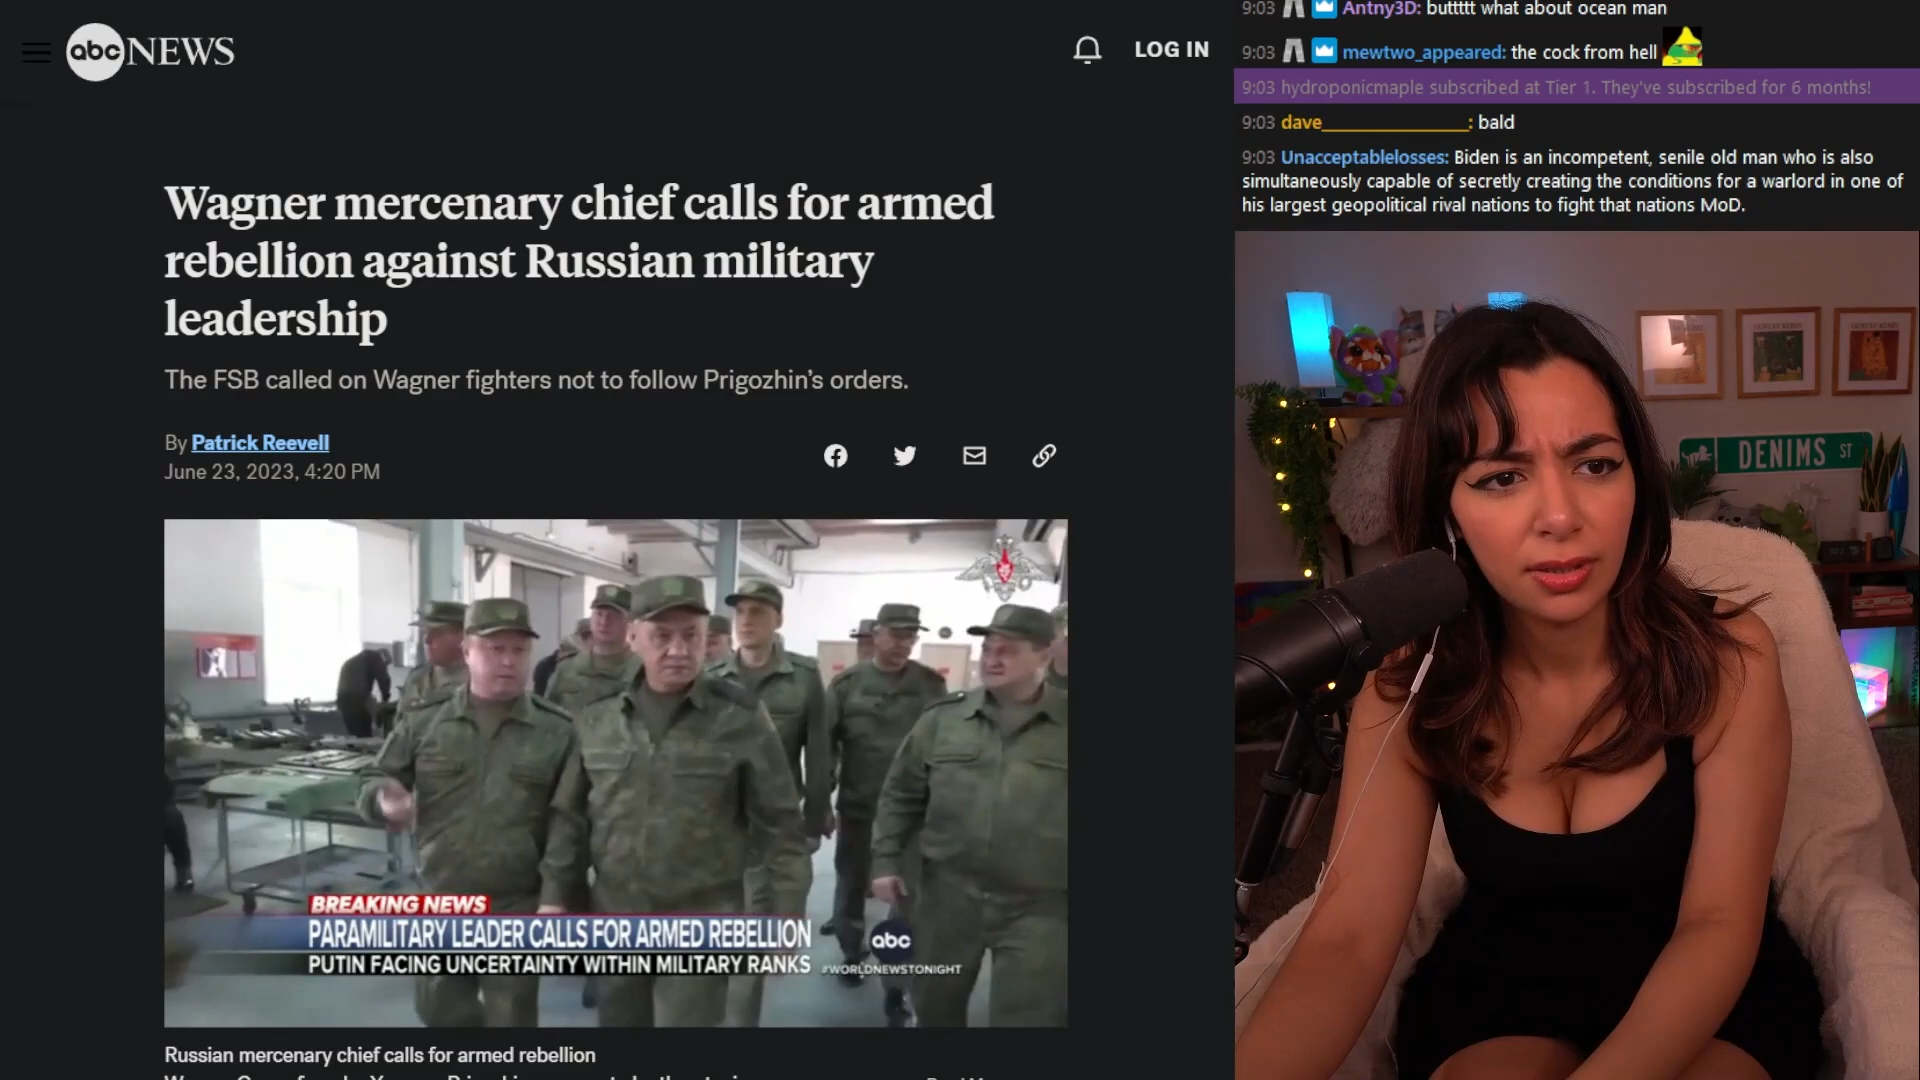 abc NEWS
LOG IN
Wagner mercenary chief calls for armed
rebellion against Russian military
leadership
The FSB called on Wagner fighters not to follow Prigozhin's orders.
By Patrick Reevell
June 23, 2023, 4:20 PM
BREAKING NEWS
PARAMILITARY LEADER CALLS FOR ARMED REBELLION
PUTIN FACING UNCERTAINTY WITHIN MILITARY RANKS
abc
#WORLDNEWSTONIGHT
Russian mercenary chief calls for armed rebellion
9:03 Antny3D: buttttt what about ocean man
9:03 mewtwo_appeared: the cock from hell
9:03 hydroponicmaple subscribed at Tier 1. They've subscribed for 6 months!
9:03 dave______________: bald
9:03 Unacceptablelosses: Biden is an incompetent, senile old man who is also
simultaneously capable of secretly creating the conditions for a warlord in one of
his largest geopolitical rival nations to fight that nations MoD.
DENIMS ST